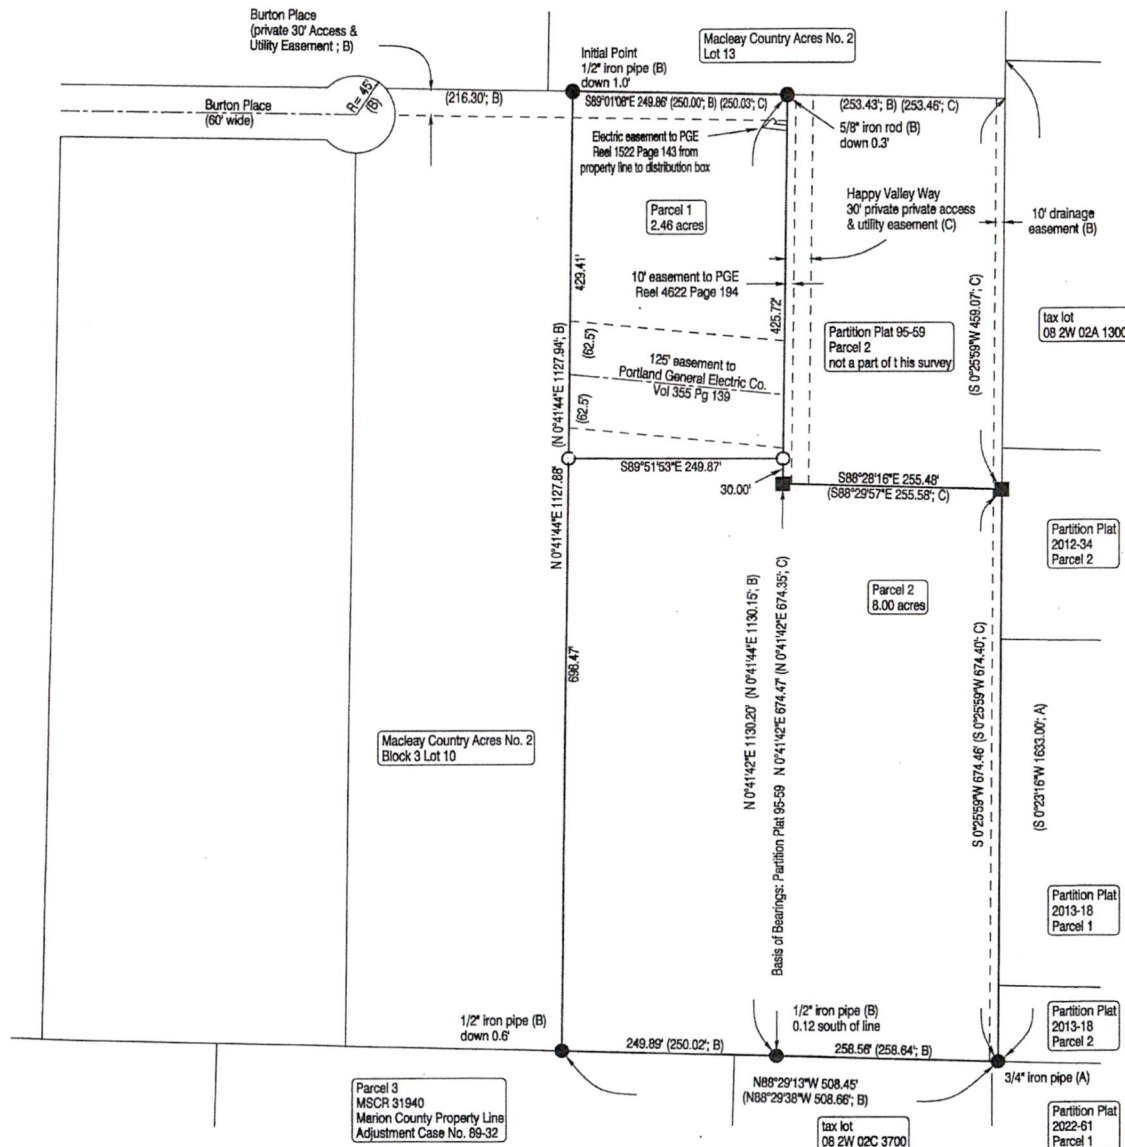 Burton Place
(private 30' Access &
Utility Easement ; B)
Macleay Country Acres No. 2
Lot 13
Initial Point
1/2" iron pipe (B)
down 1.0'
R= 45'
(B)
(216.30'; B)
S89°01'08"E 249.86' (250.00'; B) (250.03'; C)
(253.43'; B) (253.46'; C)
Burton Place
(60' wide)
Electric easement to PGE
Reel 1522 Page 143 from
property line to distribution box
5/8" iron rod (B)
down 0.3'
Parcel 1
2.46 acres
Happy Valley Way
30' private private access
& utility easement (C)
10' drainage
easement (B)
429.41'
10' easement to PGE
Reel 4622 Page 194
425.72'
Partition Plat 95-59
Parcel 2
not a part of t his survey
tax lot
08 2W 02A 1300
(S 0°25'59"W 459.07'; C)
(N 0°41'44"E 1127.94'; B)
(62.5')
125' easement to
Portland General Electric Co.
Vol 355 Pg 139
(62.5')
S89°51'53"E 249.87'
30.00'
S88°28'16"E 255.48'
(S88°29'57"E 255.58'; C)
N 0°41'44"E 1127.88'
Partition Plat
2012-34
Parcel 2
Parcel 2
8.00 acres
698.47'
N 0°41'42"E 1130.20' (N 0°41'44"E 1130.15'; B)
Basis of Bearings: Partition Plat 95-59 N 0°41'42"E 674.47' (N 0°41'42"E 674.35'; C)
S 0°25'59"W 674.46' (S 0°25'59"W 674.40'; C)
(S 0°23'16"W 1633.00'; A)
Macleay Country Acres No. 2
Block 3 Lot 10
Partition Plat
2013-18
Parcel 1
1/2" iron pipe (B)
down 0.6'
1/2" iron pipe (B)
0.12 south of line
Partition Plat
2013-18
Parcel 2
249.89' (250.02'; B)
258.56' (258.64'; B)
3/4" iron pipe (A)
N88°29'13"W 508.45'
(N88°29'38"W 508.66'; B)
Parcel 3
MSCR 31940
Marion County Property Line
Adjustment Case No. 89-32
tax lot
08 2W 02C 3700
Partition Plat
2022-61
Parcel 1